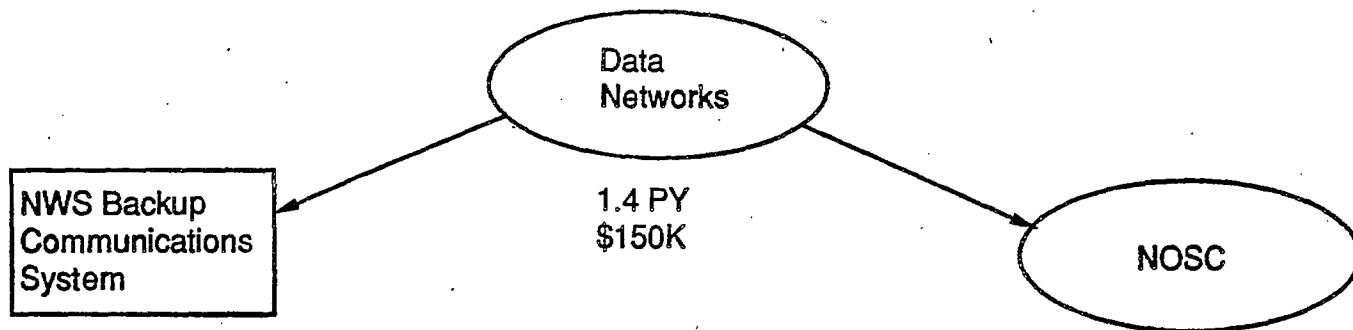 Data
Networks
NWS Backup
Communications
System
1.4 PY
$150K
NOSC